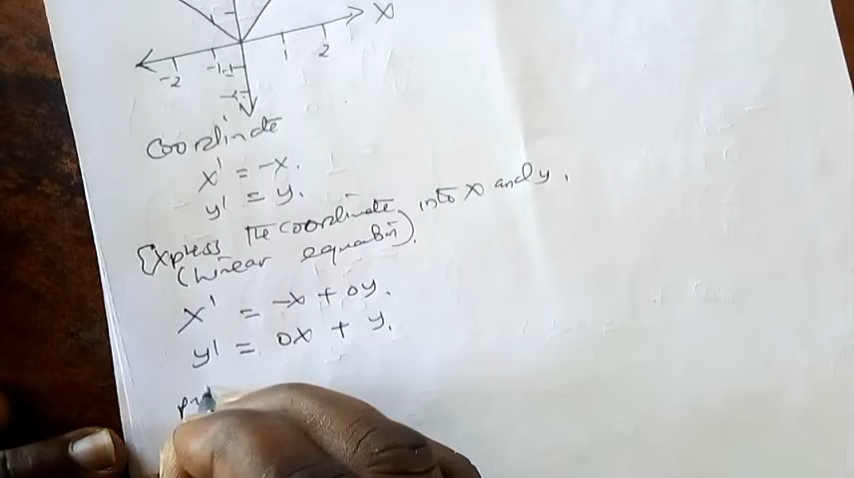 X
-2 -1 1 2
Coordinate
x' = -x.
y' = y.
Express the coordinate into x and y.
(linear equation).
x' = -x + 0y.
y' = 0x + y.